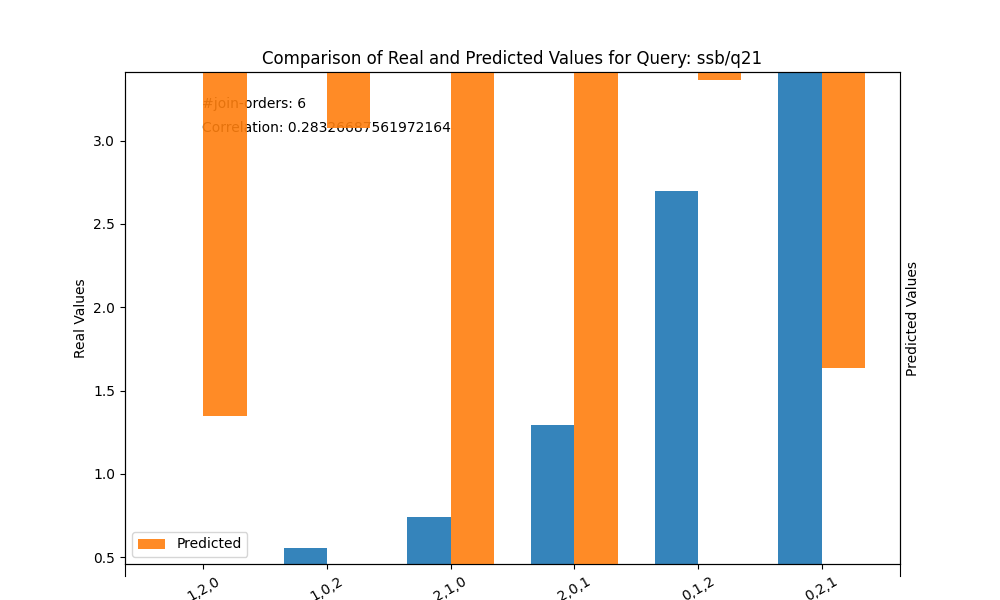 Comparison of Real and Predicted Values for Query: ssb/q21
#join-orders: 6
Correlation: 0.28326687561972164
3.0
2.5
2.0
1.5
1.0
0.5
Real Values
Predicted Values
Predicted
1,2,0
1,0,2
2,1,0
2,0,1
0,1,2
0,2,1